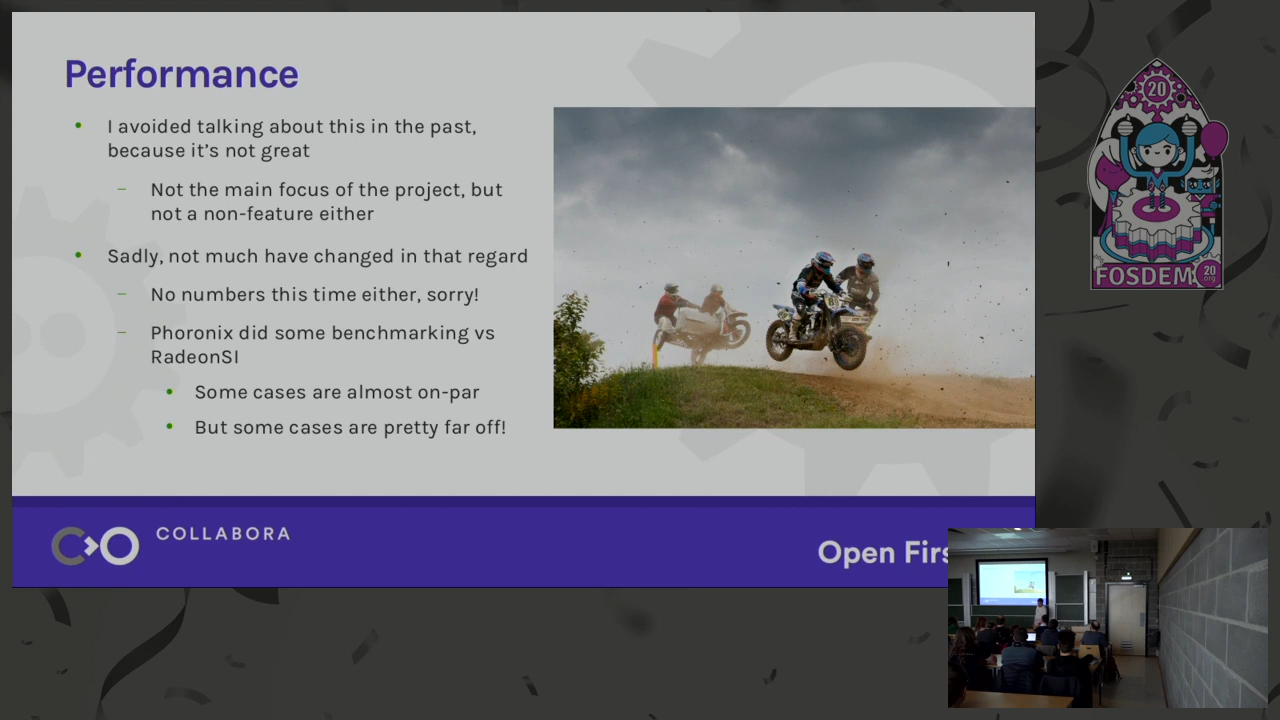 Performance
• I avoided talking about this in the past,
because it’s not great
– Not the main focus of the project, but
not a non-feature either
• Sadly, not much have changed in that regard
– No numbers this time either, sorry!
– Phoronix did some benchmarking vs
RadeonSI
• Some cases are almost on-par
• But some cases are pretty far off!
COLLABORA
Open Firs
20
FOSDEM
20
.org